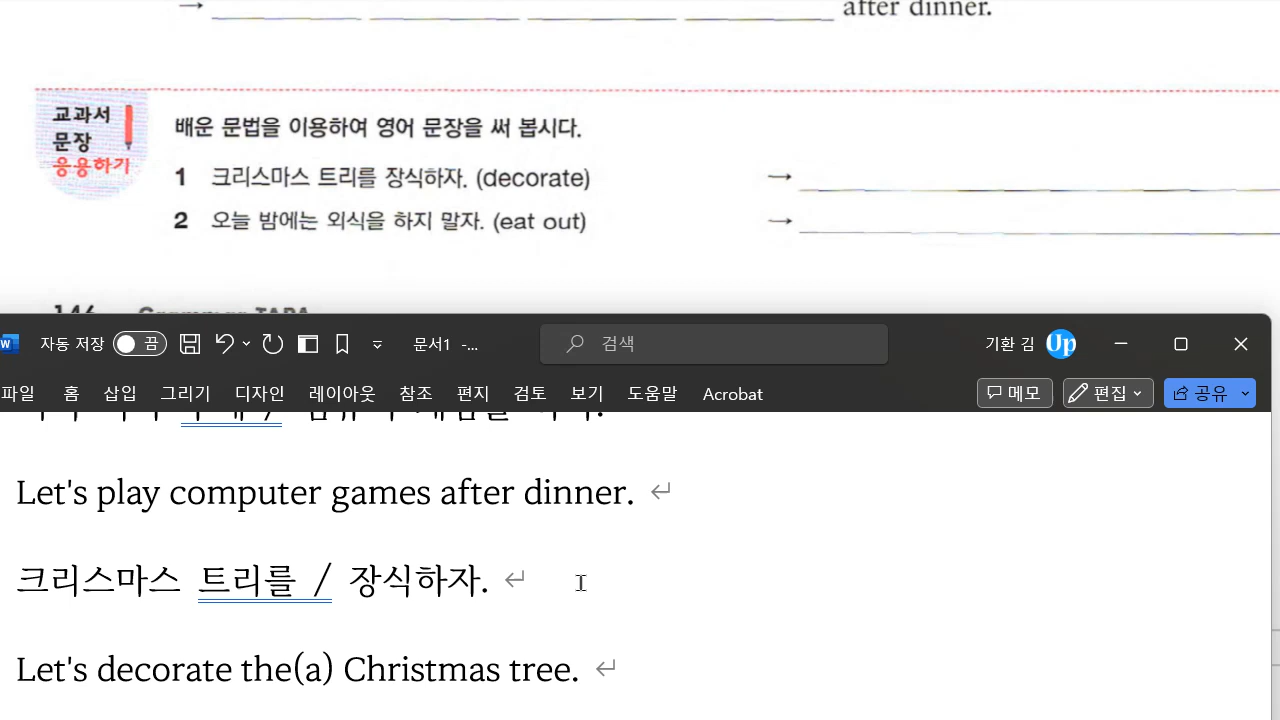 → ________ ________ ________ ________ after dinner.
교과서
문장
응용하기
배운 문법을 이용하여 영어 문장을 써 봅시다.
1 크리스마스 트리를 장식하자. (decorate) →
2 오늘 밤에는 외식을 하지 말자. (eat out) →
자동 저장 끔 문서1 -... 검색 기환 김 Up
파일 홈 삽입 그리기 디자인 레이아웃 참조 편지 검토 보기 도움말 Acrobat 메모 편집 공유
Let's play computer games after dinner.
크리스마스 트리를 / 장식하자.
Let's decorate the(a) Christmas tree.